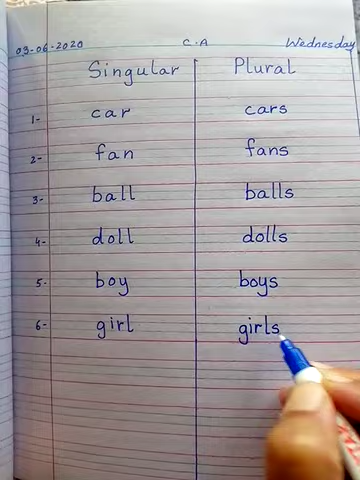 03-06-2020 C.A Wednesday
Singular Plural
1- car cars
2- fan fans
3- ball balls
4- doll dolls
5- boy boys
6- girl girls